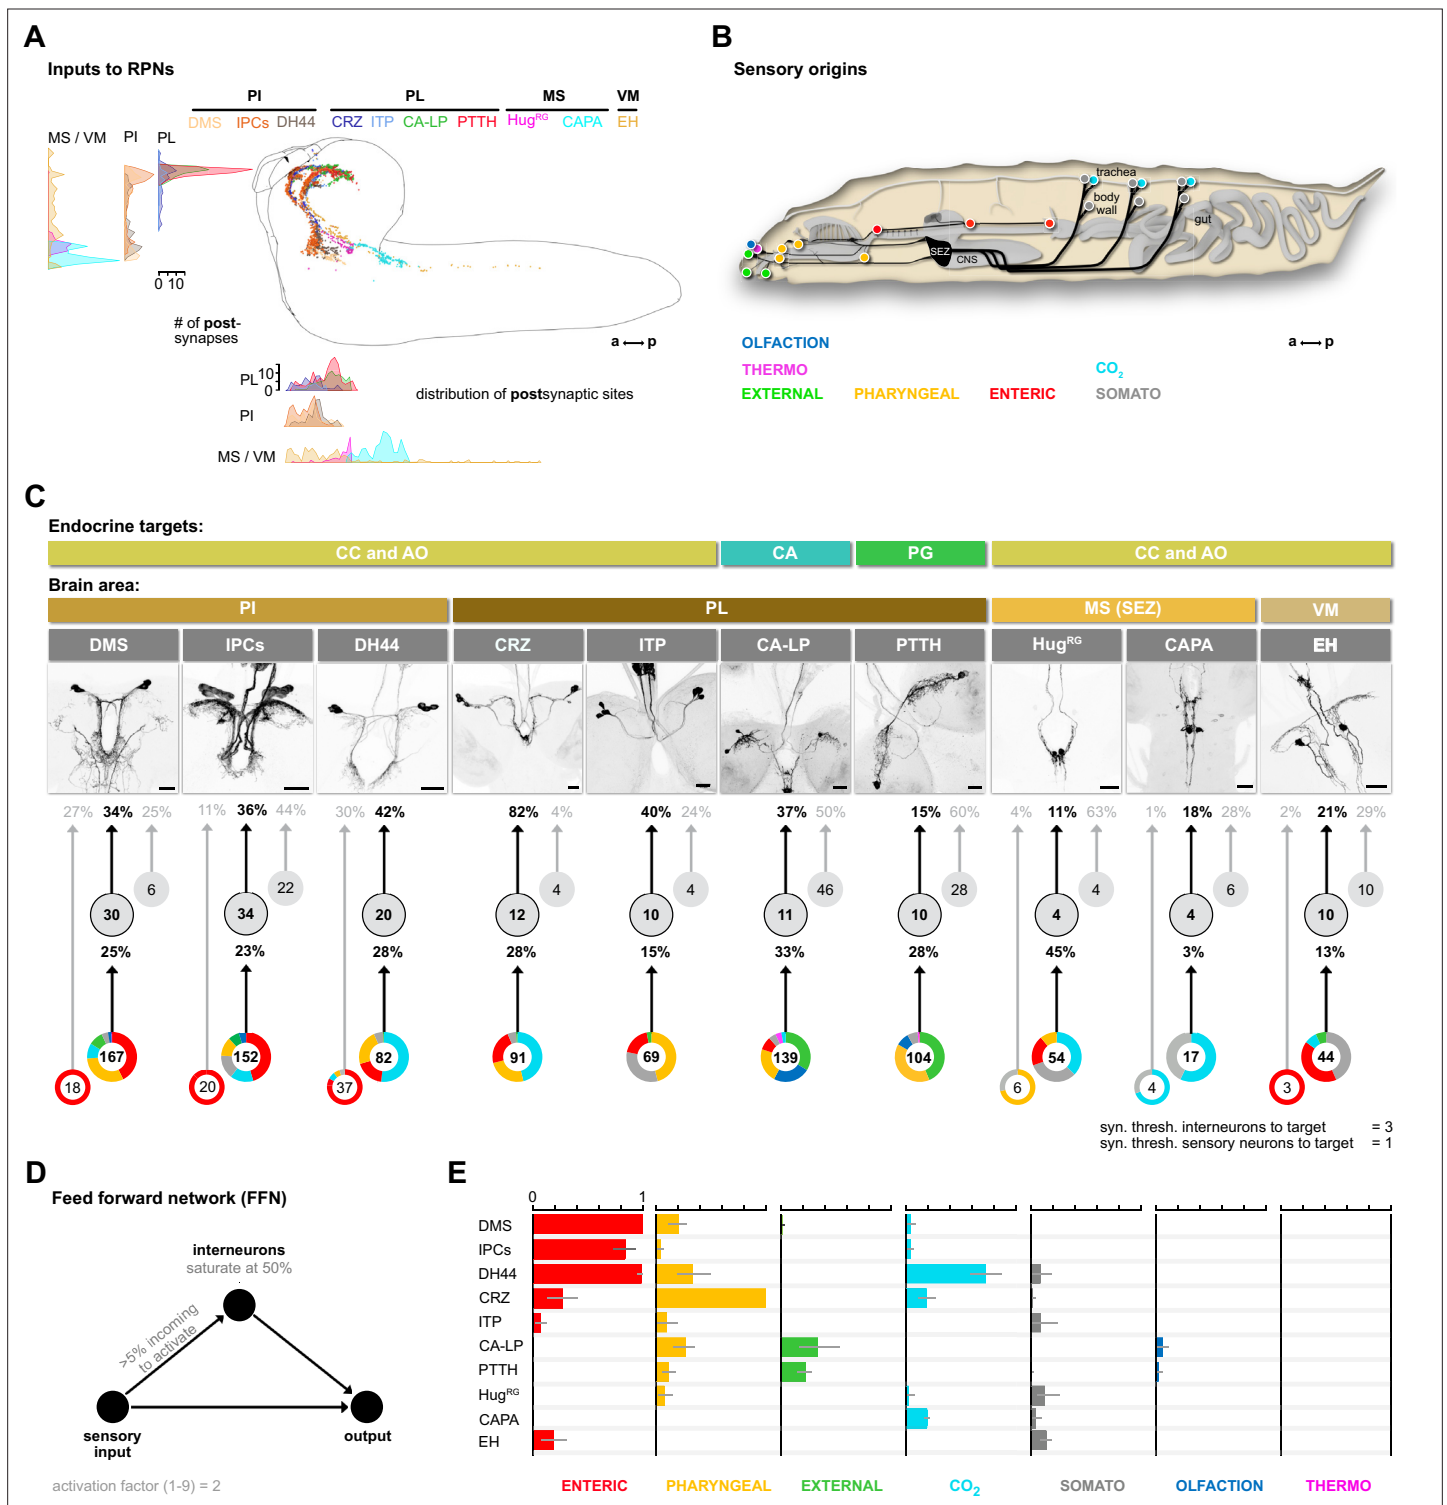 A
Inputs to RPNs
PI PL MS VM
DMS IPCs DH44 CRZ ITP CA-LP PTTH Hug^RG CAPA EH
MS / VM PI PL
0 10
# of post-
synapses
a p
PL 10
0
PI
MS / VM
distribution of postsynaptic sites
B
Sensory origins
trachea
body
wall
gut
SEZ
CNS
a p
OLFACTION
THERMO CO2
EXTERNAL PHARYNGEAL ENTERIC SOMATO
C
Endocrine targets:
CC and AO CA PG CC and AO
Brain area:
PI PL MS (SEZ) VM
DMS IPCs DH44 CRZ ITP CA-LP PTTH Hug^RG CAPA EH
27% 34% 25% 11% 36% 44% 30% 42% 82% 4% 40% 24% 37% 50% 15% 60% 4% 11% 63% 1% 18% 28% 2% 21% 29%
6 22 4 4 46 28 4 6 10
30 34 20 12 10 11 10 4 4 10
25% 23% 28% 28% 15% 33% 28% 45% 3% 13%
167 152 82 91 69 139 104 54 17 44
18 20 37 6 4 3
syn. thresh. interneurons to target = 3
syn. thresh. sensory neurons to target = 1
D
Feed forward network (FFN)
interneurons
saturate at 50%
>5% incoming
to activate
sensory
input
output
activation factor (1-9) = 2
E
0 1
DMS
IPCs
DH44
CRZ
ITP
CA-LP
PTTH
Hug^RG
CAPA
EH
ENTERIC PHARYNGEAL EXTERNAL CO2 SOMATO OLFACTION THERMO